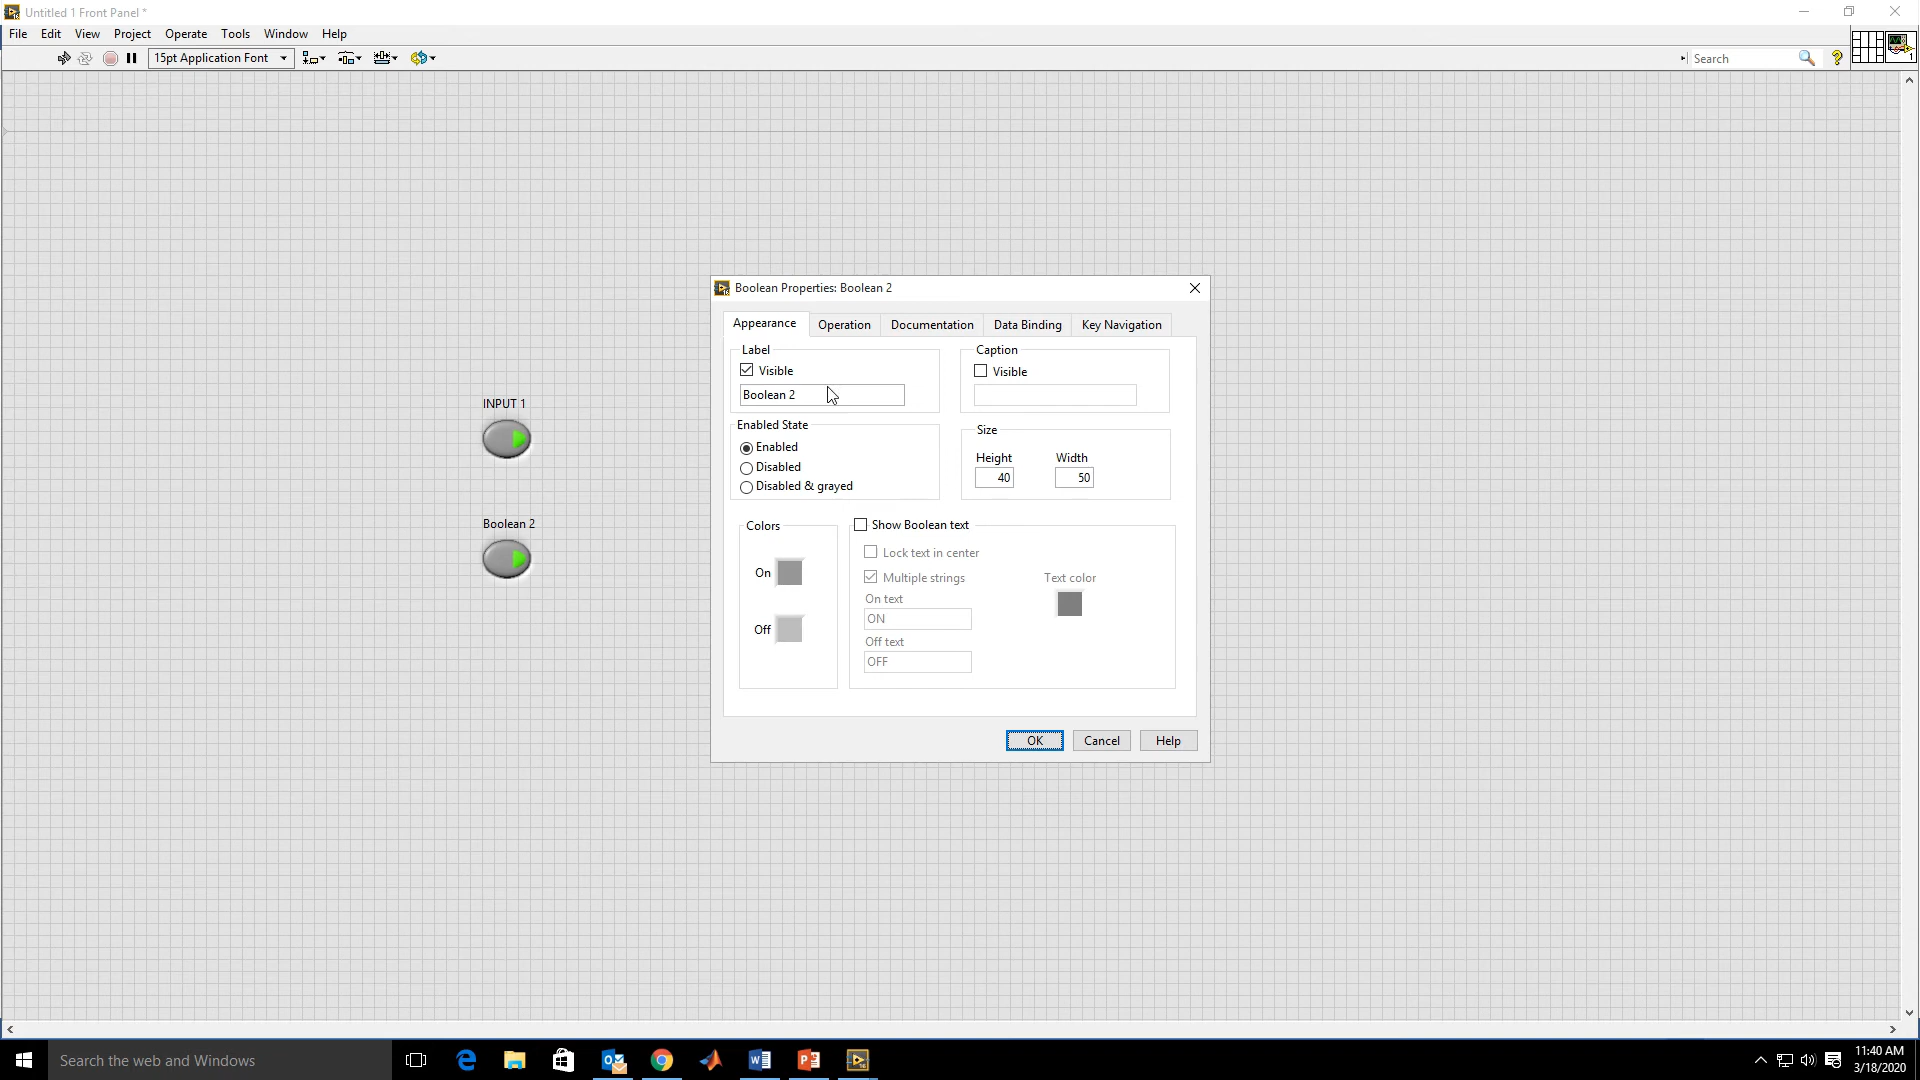 Untitled 1 Front Panel *
File Edit View Project Operate Tools Window Help
15pt Application Font
Search
1
Boolean Properties: Boolean 2
Appearance Operation Documentation Data Binding Key Navigation
Label
Visible
Boolean 2
Caption
Visible
Enabled State
Enabled
Disabled
Disabled & grayed
Size
Height Width
40 50
INPUT 1
Boolean 2
Colors
On
Off
Show Boolean text
Lock text in center
Multiple strings
On text
ON
Off text
OFF
Text color
OK Cancel Help
Search the web and Windows
11:40 AM
3/18/2020